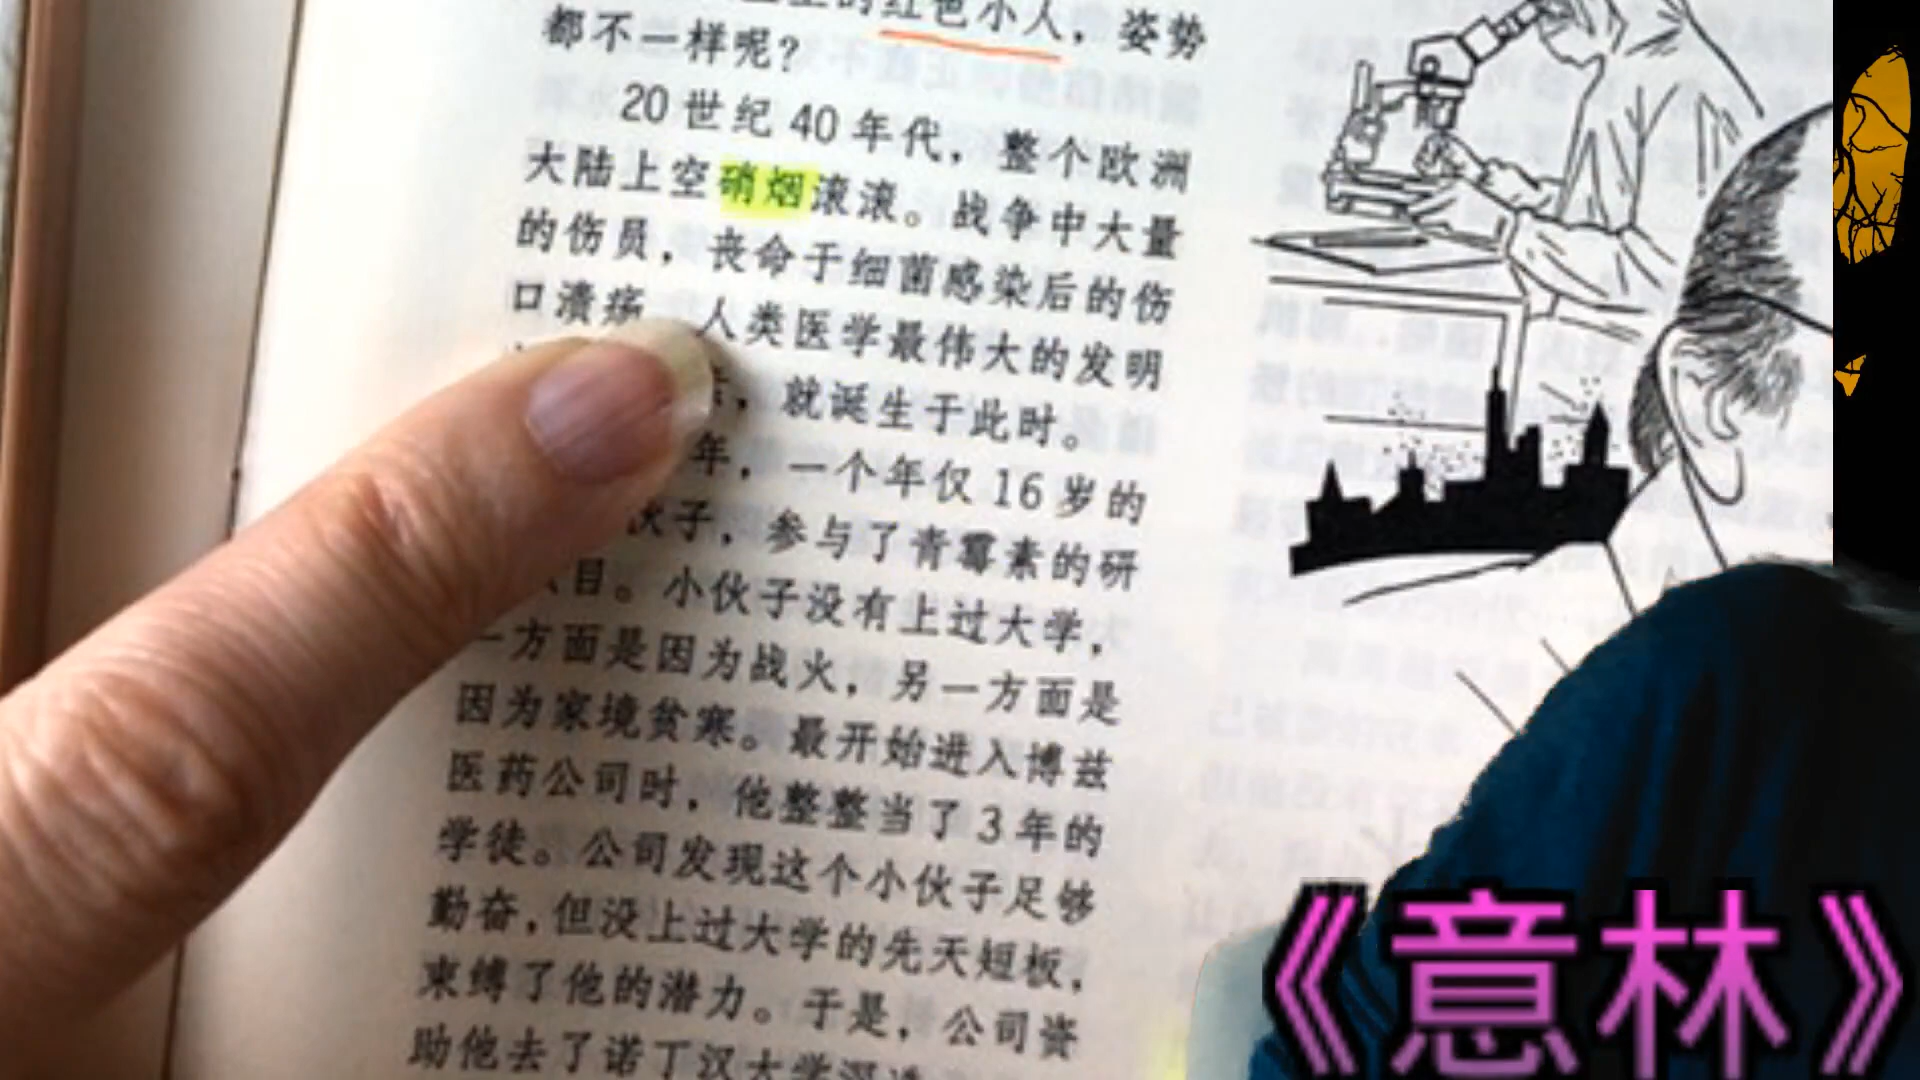 红色小人，姿势
都不一样呢？
20世纪40年代，整个欧洲
大陆上空硝烟滚滚。战争中大量
的伤员，丧命于细菌感染后的伤
口溃疡
人类医学最伟大的发明
，就诞生于此时。
年，一个年仅16岁的
伙子，参与了青霉素的研
目。小伙子没有上过大学，
一方面是因为战火，另一方面是
因为家境贫寒。最开始进入博兹
医药公司时，他整整当了3年的
学徒。公司发现这个小伙子足够
勤奋，但没上过大学的先天短板，
束缚了他的潜力。于是，公司资
助他去了诺丁汉大学深造
《意林》